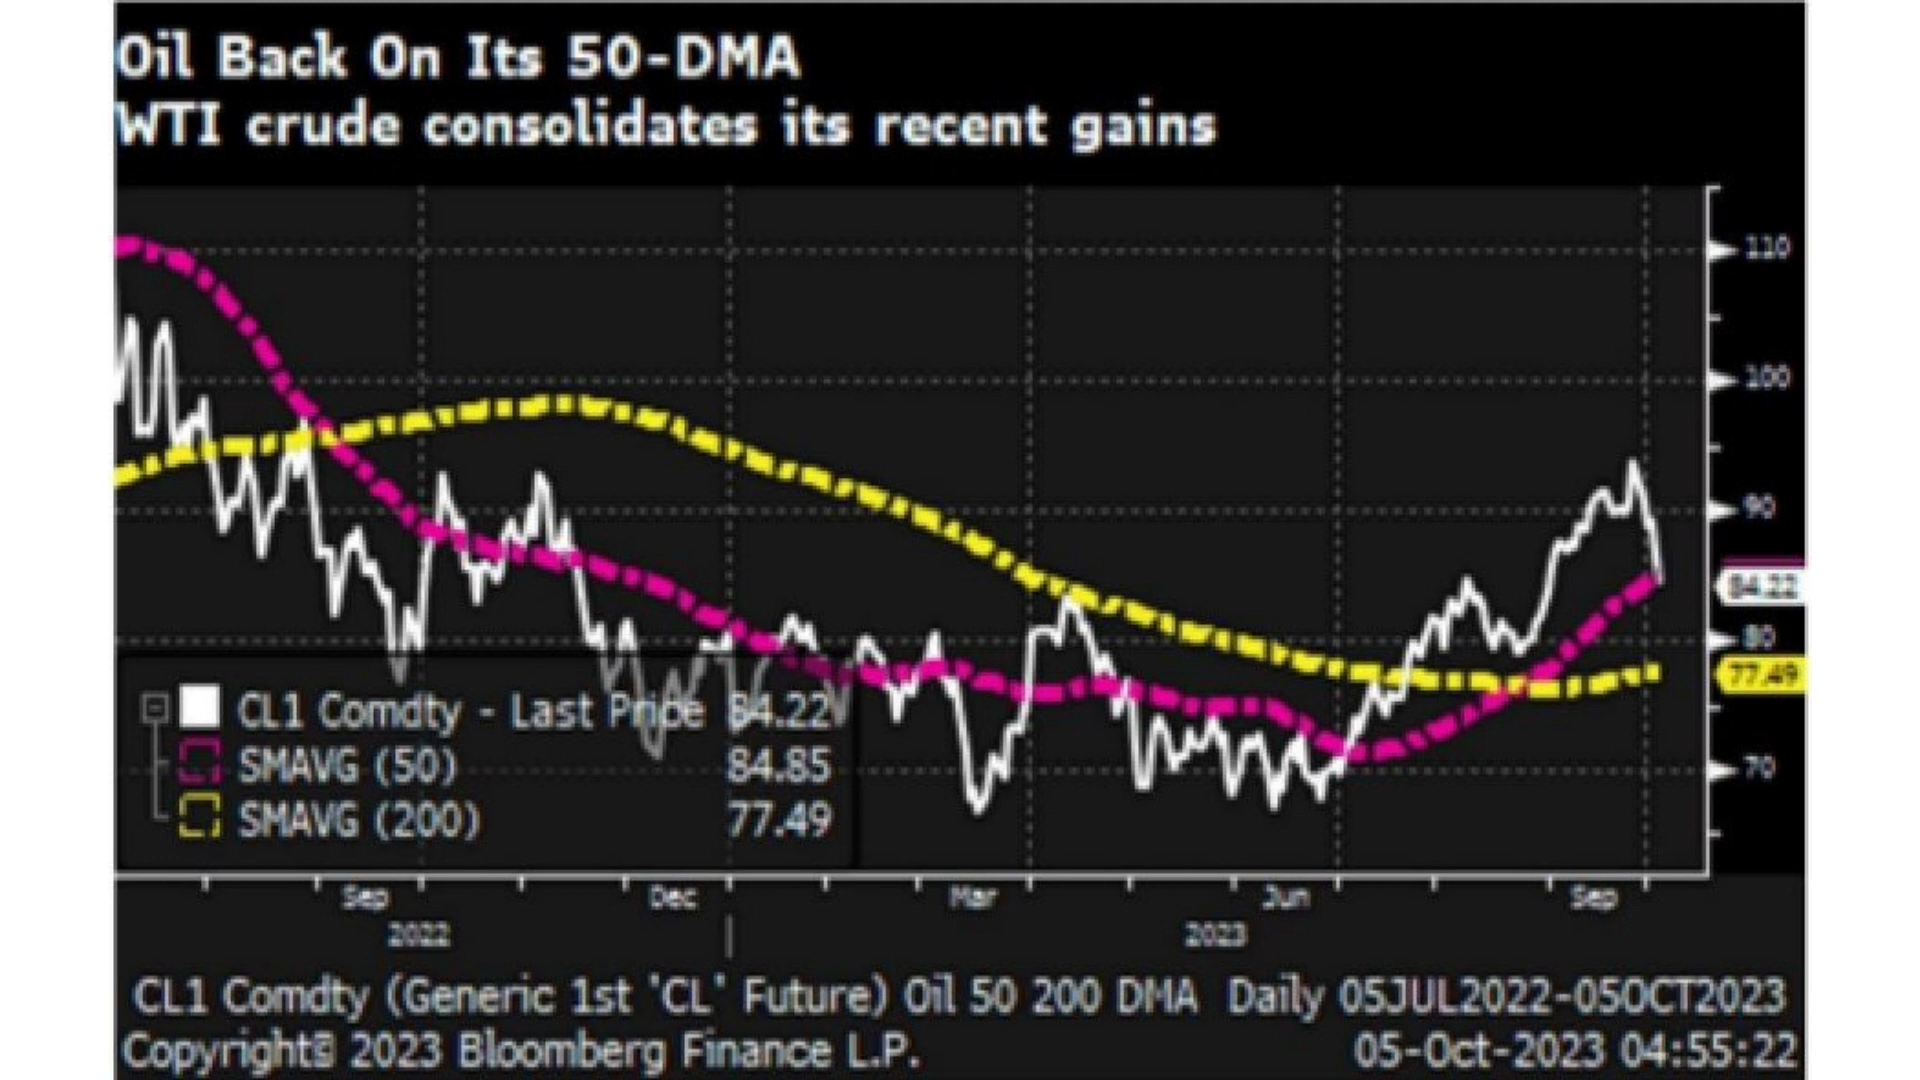 Oil Back On Its 50-DMA
WTI crude consolidates its recent gains
110
100
90
84.22
80
77.49
70
CL1 Comdty - Last Price 84.22
SMAVG (50) 84.85
SMAVG (200) 77.49
Sep Dec Mar Jun Sep
2022 2023
CL1 Comdty (Generic 1st 'CL' Future) Oil 50 200 DMA Daily 05JUL2022-05OCT2023
Copyright© 2023 Bloomberg Finance L.P. 05-Oct-2023 04:55:22